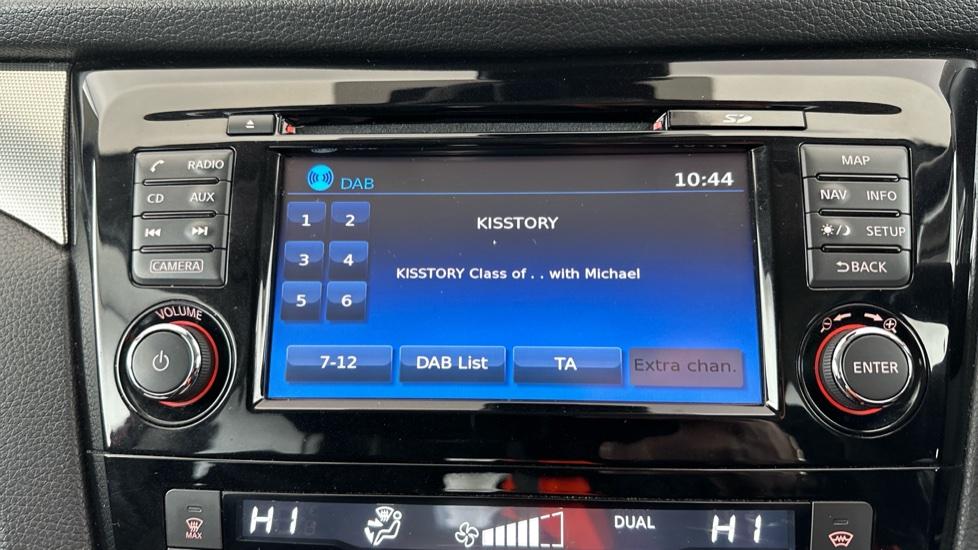 SD
RADIO
CD AUX
CAMERA
VOLUME
DAB
10:44
1 2
3 4
5 6
KISSTORY
KISSTORY Class of . . with Michael
7-12 DAB List TA Extra chan.
MAP
NAV INFO
SETUP
BACK
ENTER
MAX
HI
DUAL
HI